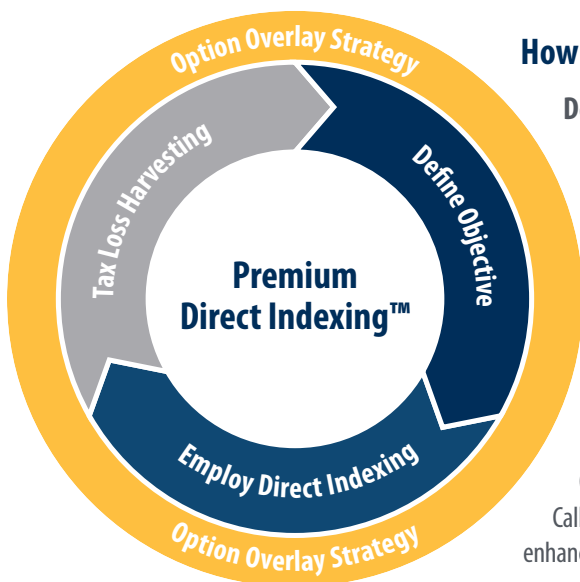 Option Overlay Strategy
How
Tax Loss Harvesting
Define Objective
Premium
Direct Indexing™
Employ Direct Indexing
Option Overlay Strategy
Call
enhanc